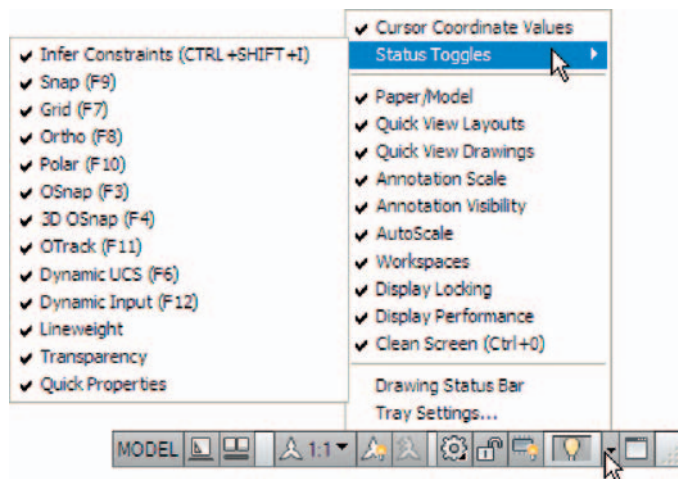 Cursor Coordinate Values
Status Toggles
Paper/Model
Quick View Layouts
Quick View Drawings
Annotation Scale
Annotation Visibility
AutoScale
Workspaces
Display Locking
Display Performance
Clean Screen (Ctrl+0)
Drawing Status Bar
Tray Settings...
Infer Constraints (CTRL+SHIFT+I)
Snap (F9)
Grid (F7)
Ortho (F8)
Polar (F10)
OSnap (F3)
3D OSnap (F4)
OTrack (F11)
Dynamic UCS (F6)
Dynamic Input (F12)
Lineweight
Transparency
Quick Properties
MODEL 1:1